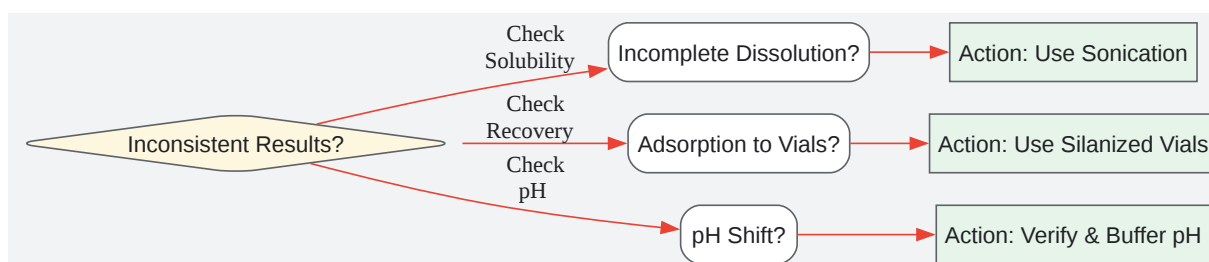 Inconsistent Results?
Check
Solubility
Incomplete Dissolution?
Action: Use Sonication
Check
Recovery
Adsorption to Vials?
Action: Use Silanized Vials
Check
pH
pH Shift?
Action: Verify & Buffer pH